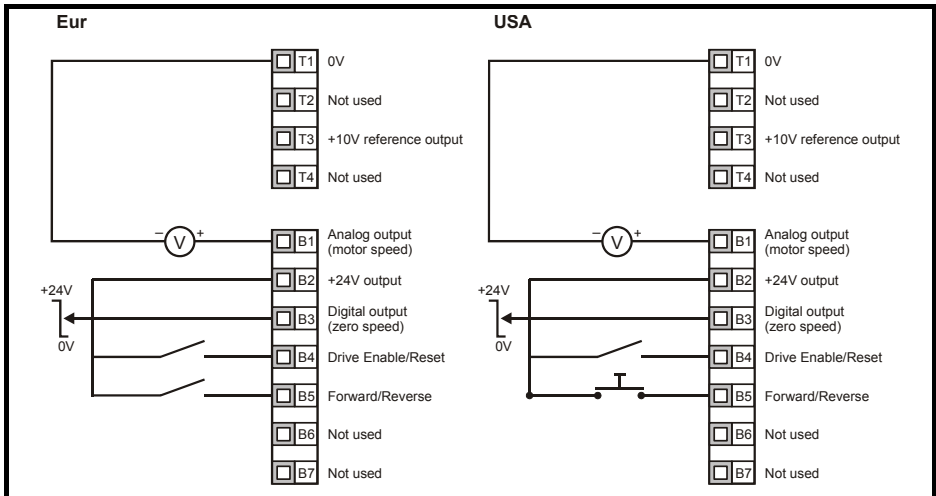 Eur
T1 0V
T2 Not used
T3 +10V reference output
T4 Not used
– V +
B1 Analog output
(motor speed)
B2 +24V output
+24V
B3 Digital output
(zero speed)
0V
B4 Drive Enable/Reset
B5 Forward/Reverse
B6 Not used
B7 Not used
USA
T1 0V
T2 Not used
T3 +10V reference output
T4 Not used
– V +
B1 Analog output
(motor speed)
B2 +24V output
+24V
B3 Digital output
(zero speed)
0V
B4 Drive Enable/Reset
B5 Forward/Reverse
B6 Not used
B7 Not used